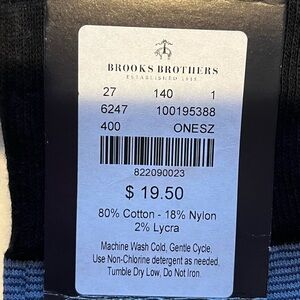 BROOKS BROTHERS
ESTABLISHED 1818
27 140 1
6247 100195388
400 ONESZ
822090023
$ 19.50
80% Cotton - 18% Nylon
2% Lycra
Machine Wash Cold, Gentle Cycle,
Use Non-Chlorine detergent as needed,
Tumble Dry Low, Do Not Iron.